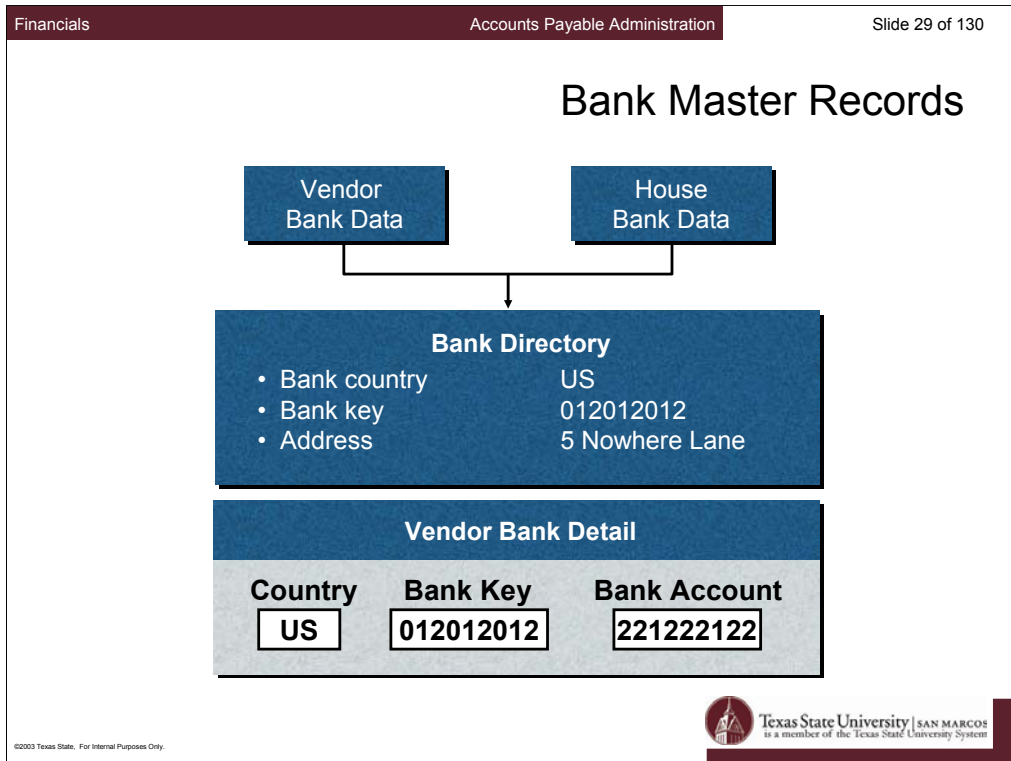 Financials Accounts Payable Administration Slide 29 of 130
Bank Master Records
Vendor
Bank Data
House
Bank Data
Bank Directory
• Bank country US
• Bank key 012012012
• Address 5 Nowhere Lane
Vendor Bank Detail
Country Bank Key Bank Account
US 012012012 221222122
Texas State University | SAN MARCOS
is a member of the Texas State University System
©2003 Texas State, For Internal Purposes Only.